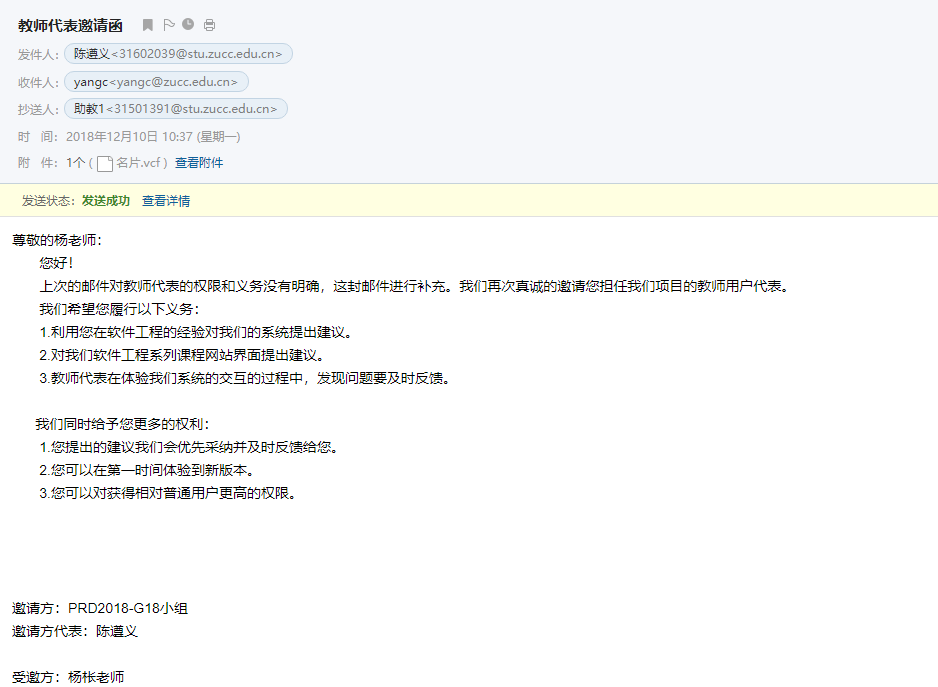 教师代表邀请函
发件人： 陈遵义<31602039@stu.zucc.edu.cn>
收件人： yangc<yangc@zucc.edu.cn>
抄送人： 助教1<31501391@stu.zucc.edu.cn>
时 间： 2018年12月10日 10:37 (星期一)
附 件： 1个 ( 名片.vcf ) 查看附件
发送状态： 发送成功 查看详情
尊敬的杨老师：
您好！
上次的邮件对教师代表的权限和义务没有明确，这封邮件进行补充。我们再次真诚的邀请您担任我们项目的教师用户代表。
我们希望您履行以下义务：
1.利用您在软件工程的经验对我们的系统提出建议。
2.对我们软件工程系列课程网站界面提出建议。
3.教师代表在体验我们系统的交互的过程中，发现问题要及时反馈。
我们同时给予您更多的权利：
1.您提出的建议我们会优先采纳并及时反馈给您。
2.您可以在第一时间体验到新版本。
3.您可以对获得相对普通用户更高的权限。
邀请方：PRD2018-G18小组
邀请方代表：陈遵义
受邀方：杨枨老师